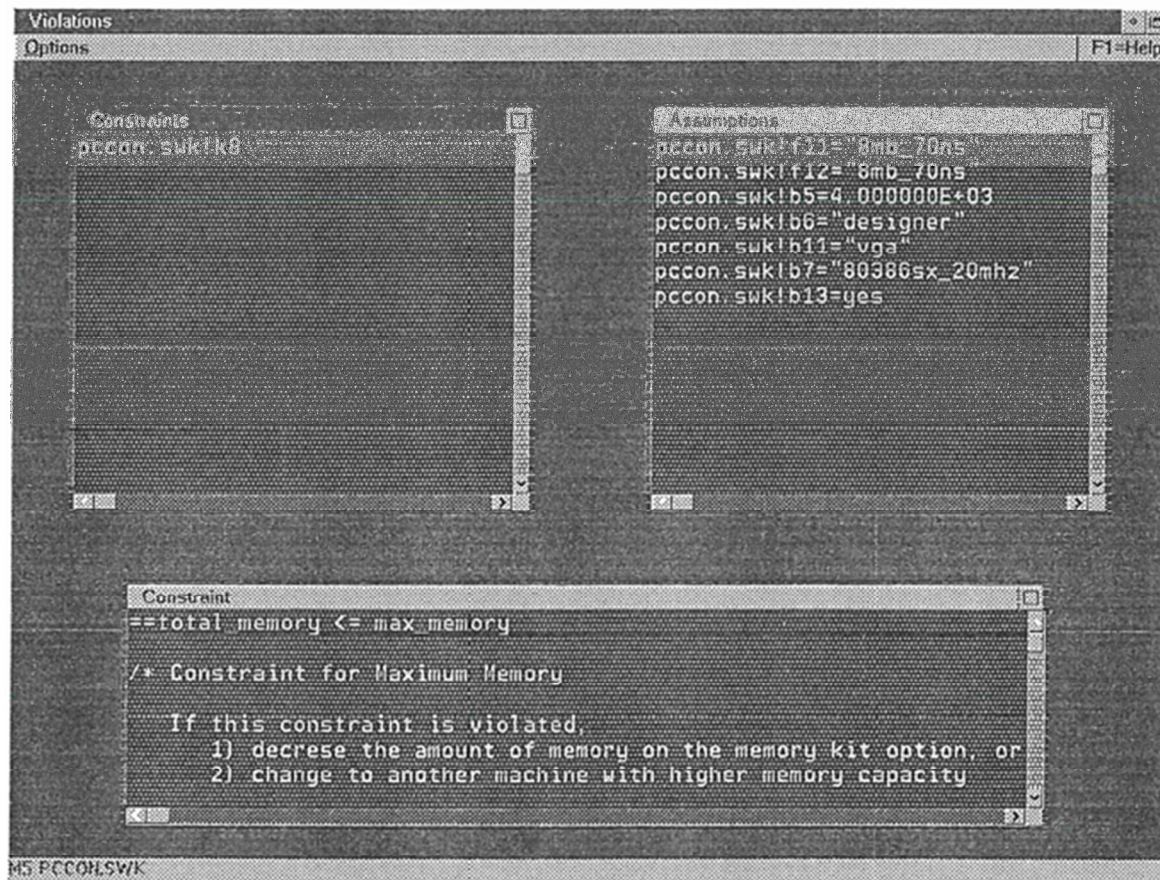 Violations
Options F1=Help
Constraints
pccon.swk!k8
Assumptions
pccon.swk!f11="8mb_70ns"
pccon.swk!f12="8mb_70ns"
pccon.swk!b5=4.000000E+03
pccon.swk!b6="designer"
pccon.swk!b11="vga"
pccon.swk!b7="80386sx_20mhz"
pccon.swk!b13=yes
Constraint
==total_memory <= max_memory
/* Constraint for Maximum Memory
If this constraint is violated,
1) decrese the amount of memory on the memory kit option, or
2) change to another machine with higher memory capacity
M5 PCCON.SWK